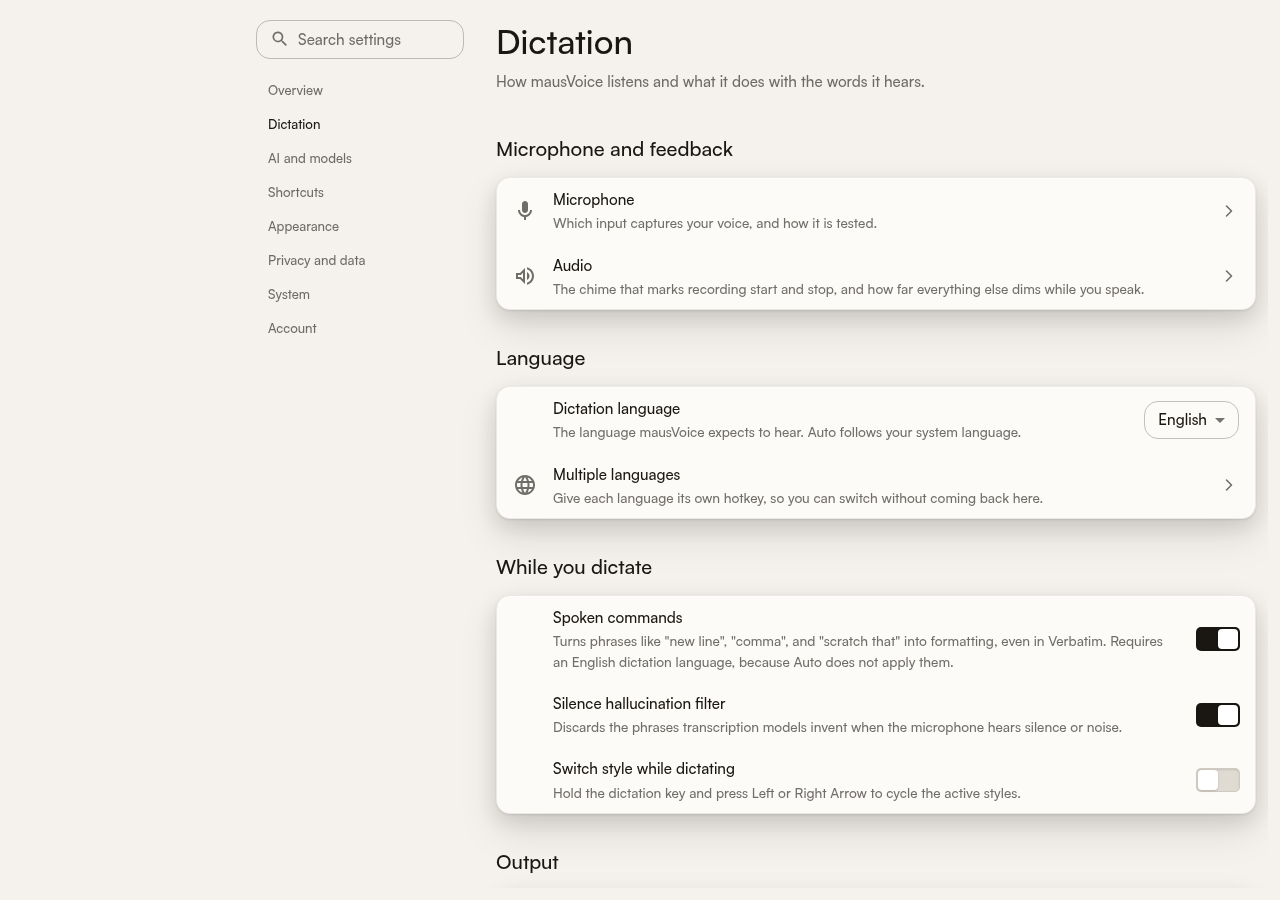 Search settings
Overview
Dictation
AI and models
Shortcuts
Appearance
Privacy and data
System
Account
Dictation
How mausVoice listens and what it does with the words it hears.
Microphone and feedback
Microphone
Which input captures your voice, and how it is tested.
Audio
The chime that marks recording start and stop, and how far everything else dims while you speak.
Language
Dictation language
The language mausVoice expects to hear. Auto follows your system language.
English
Multiple languages
Give each language its own hotkey, so you can switch without coming back here.
While you dictate
Spoken commands
Turns phrases like "new line", "comma", and "scratch that" into formatting, even in Verbatim. Requires
an English dictation language, because Auto does not apply them.
Silence hallucination filter
Discards the phrases transcription models invent when the microphone hears silence or noise.
Switch style while dictating
Hold the dictation key and press Left or Right Arrow to cycle the active styles.
Output